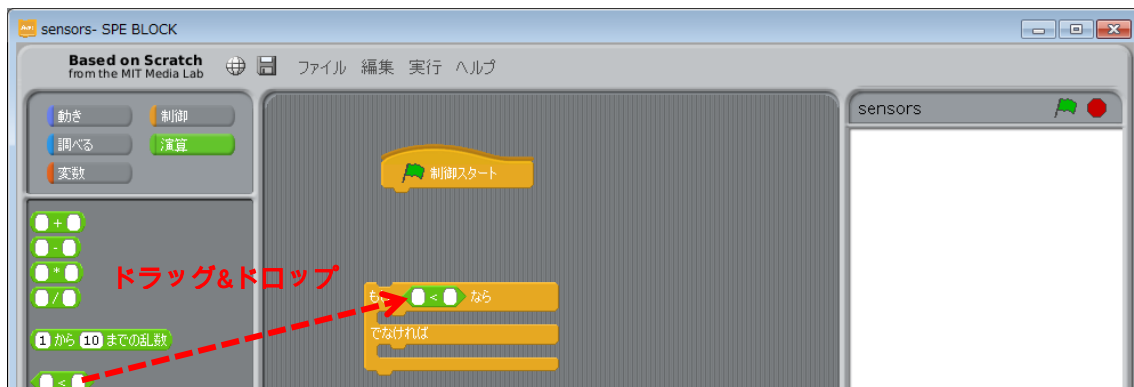 sensors- SPE BLOCK
Based on Scratch
from the MIT Media Lab
ファイル 編集 実行 ヘルプ
動き
制御
調べる
演算
変数
+
-
*
/
1 から 10 までの乱数
<
ドラッグ&ドロップ
制御スタート
も < なら
でなければ
sensors